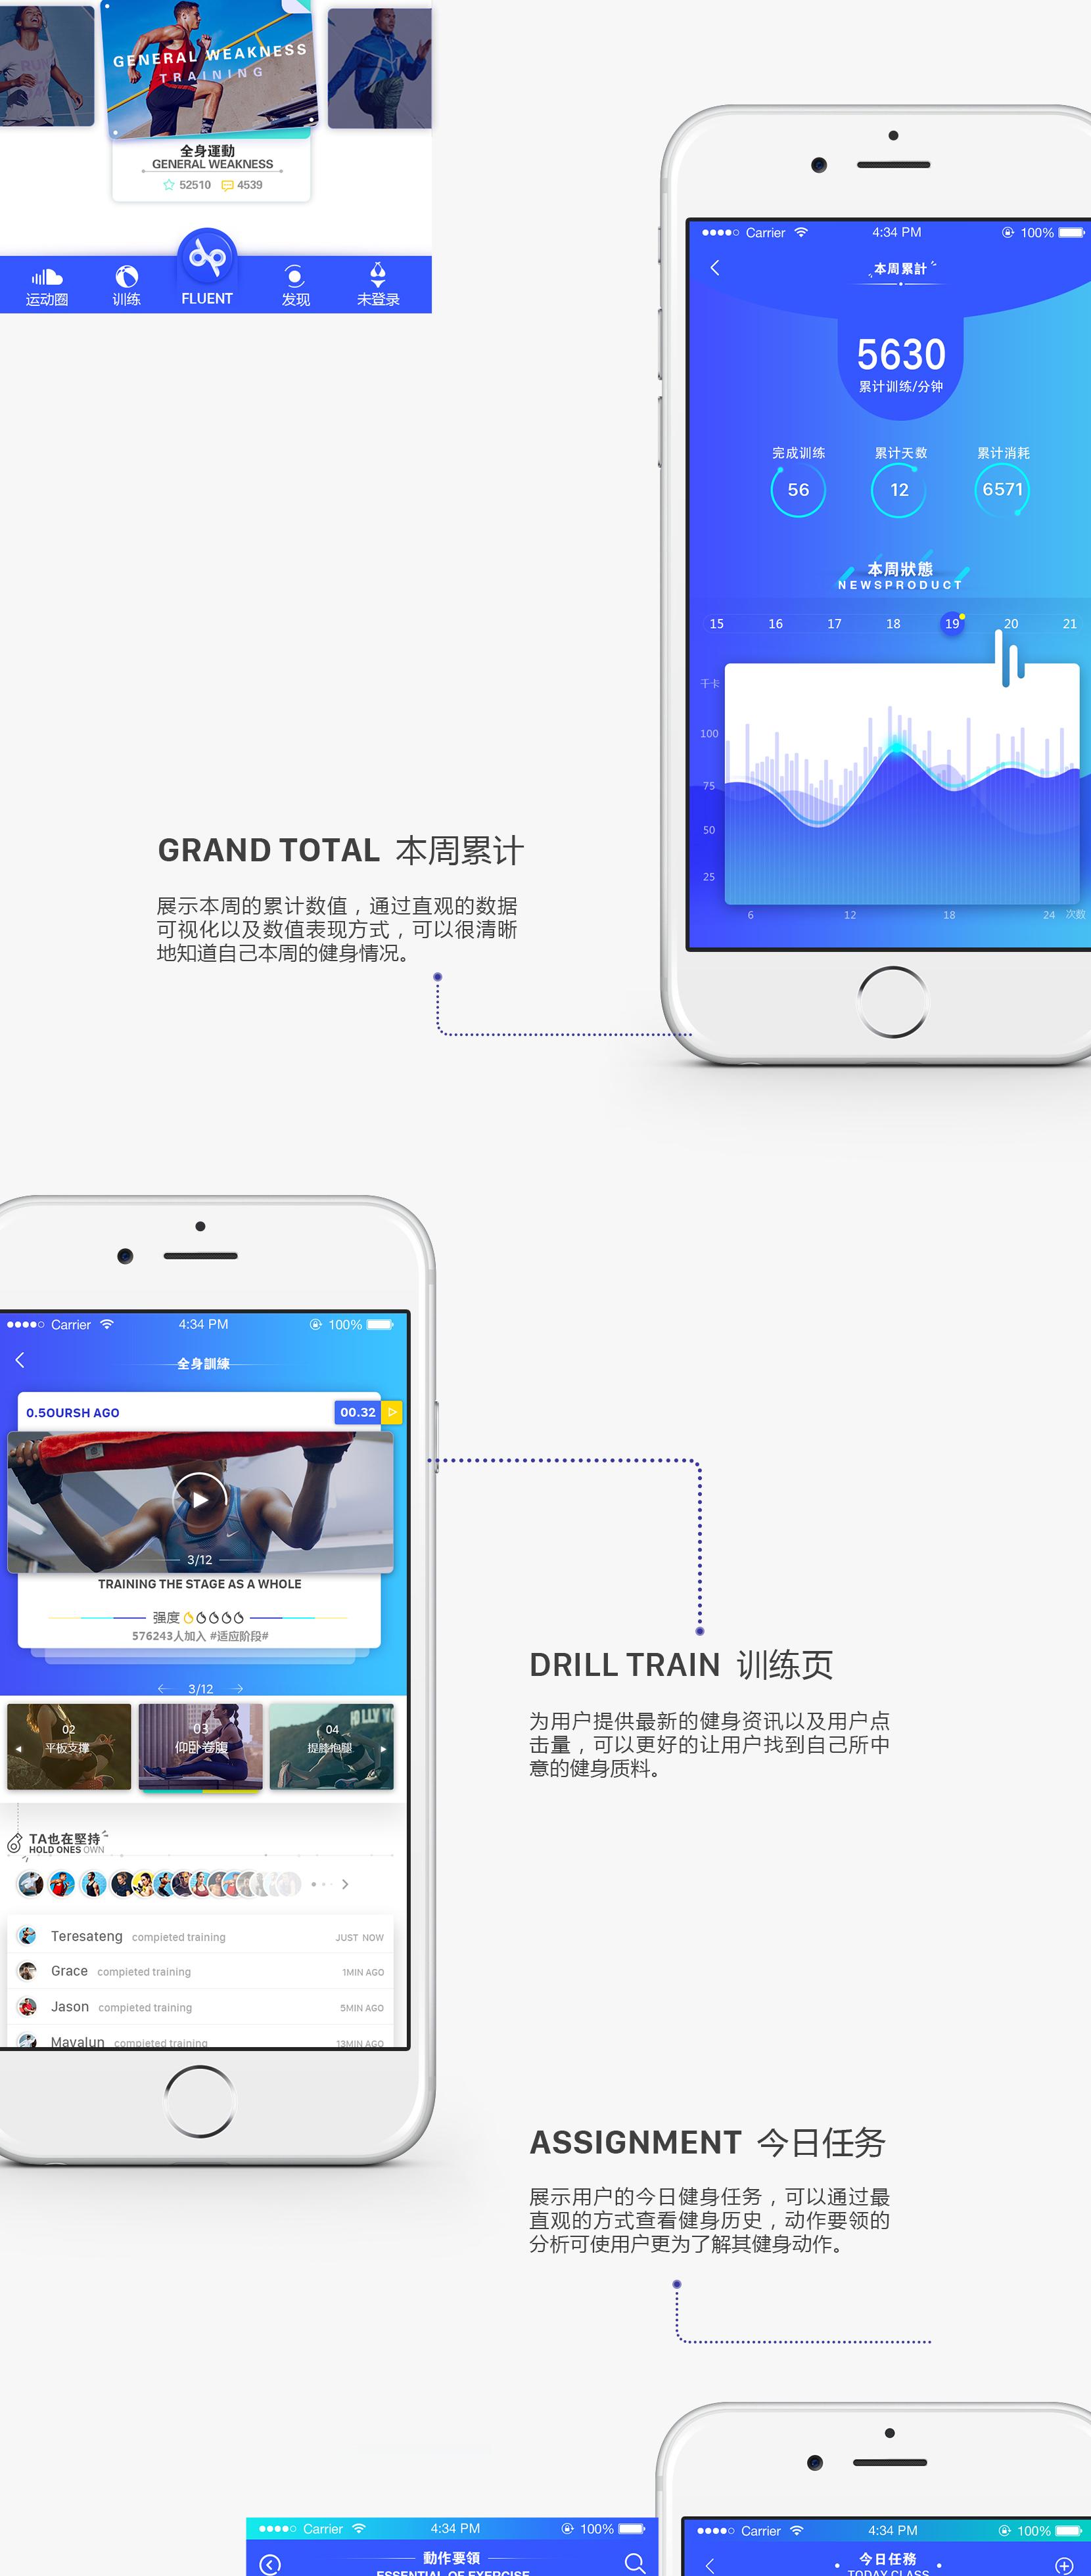 GENERAL WEAKNESS
TRAINING
全身運動
GENERAL WEAKNESS
52510 4539
运动圈 训练 FLUENT 发现 未登录
Carrier 4:34 PM 100%
本周累計
5630
累计训练/分钟
完成训练 累计天数 累计消耗
56 12 6571
本周狀態
NEWSPRODUCT
15 16 17 18 19 20 21
千卡
100
75
50
25
6 12 18 24 次数
GRAND TOTAL 本周累计
展示本周的累计数值，通过直观的数据
可视化以及数值表现方式，可以很清晰
地知道自己本周的健身情况。
Carrier 4:34 PM 100%
全身訓練
0.5OURSH AGO 00.32
3/12
TRAINING THE STAGE AS A WHOLE
强度
576243人加入 #适应阶段#
3/12
02 03 04
平板支撑 仰卧卷腹 提膝抱腿
TA也在堅持
HOLD ONES OWN
Teresateng compieted training JUST NOW
Grace compieted training 1MIN AGO
Jason compieted training 5MIN AGO
Mavalun compieted training 13MIN AGO
DRILL TRAIN 训练页
为用户提供最新的健身资讯以及用户点
击量，可以更好的让用户找到自己所中
意的健身质料。
ASSIGNMENT 今日任务
展示用户的今日健身任务，可以通过最
直观的方式查看健身历史，动作要领的
分析可使用户更为了解其健身动作。
Carrier 4:34 PM 100%
動作要領
ESSENTIAL OF EXERCISE
Carrier 4:34 PM 100%
今日任務
TODAY CLASS